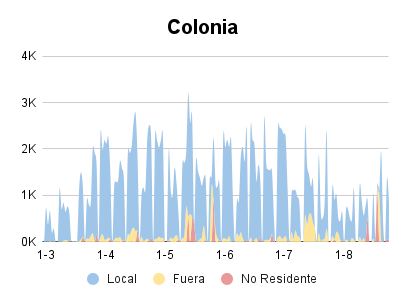 Colonia
4K
3K
2K
1K
0K
1-3 1-4 1-5 1-6 1-7 1-8
Local Fuera No Residente